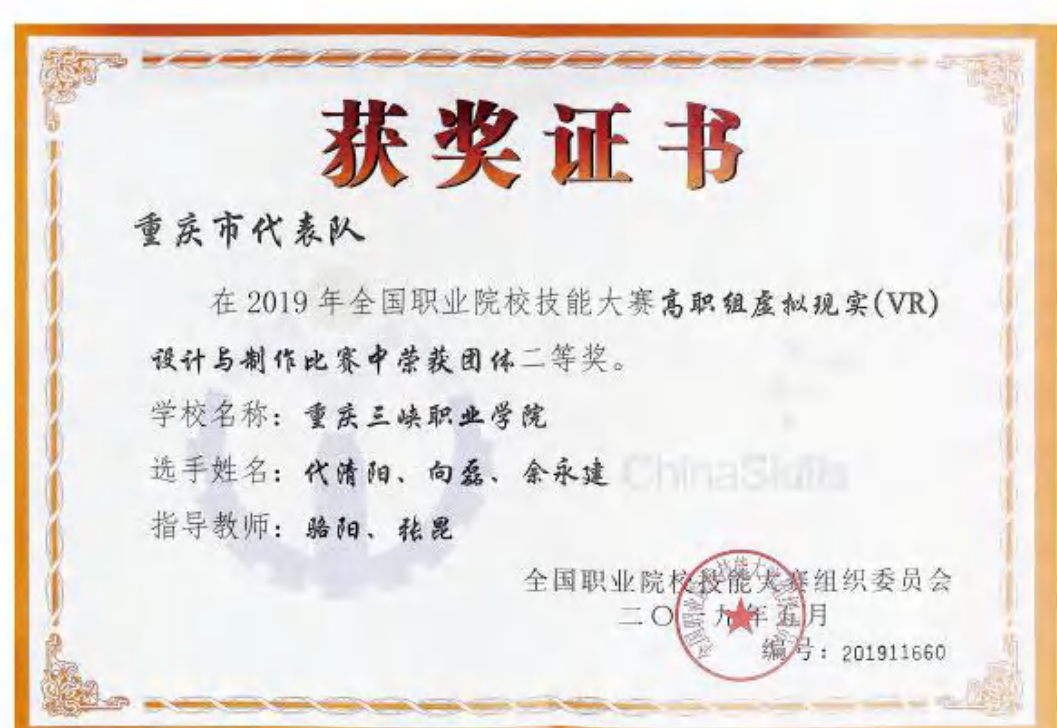 获奖证书
重庆市代表队
在 2019 年全国职业院校技能大赛高职组虚拟现实(VR)
设计与制作比赛中荣获团体二等奖。
学校名称：重庆三峡职业学院
选手姓名：代清阳、向磊、余永建
指导教师：骆阳、张昆
ChinaSkills
全国职业院校技能大赛组织委员会
二〇一九年五月
编号：201911660